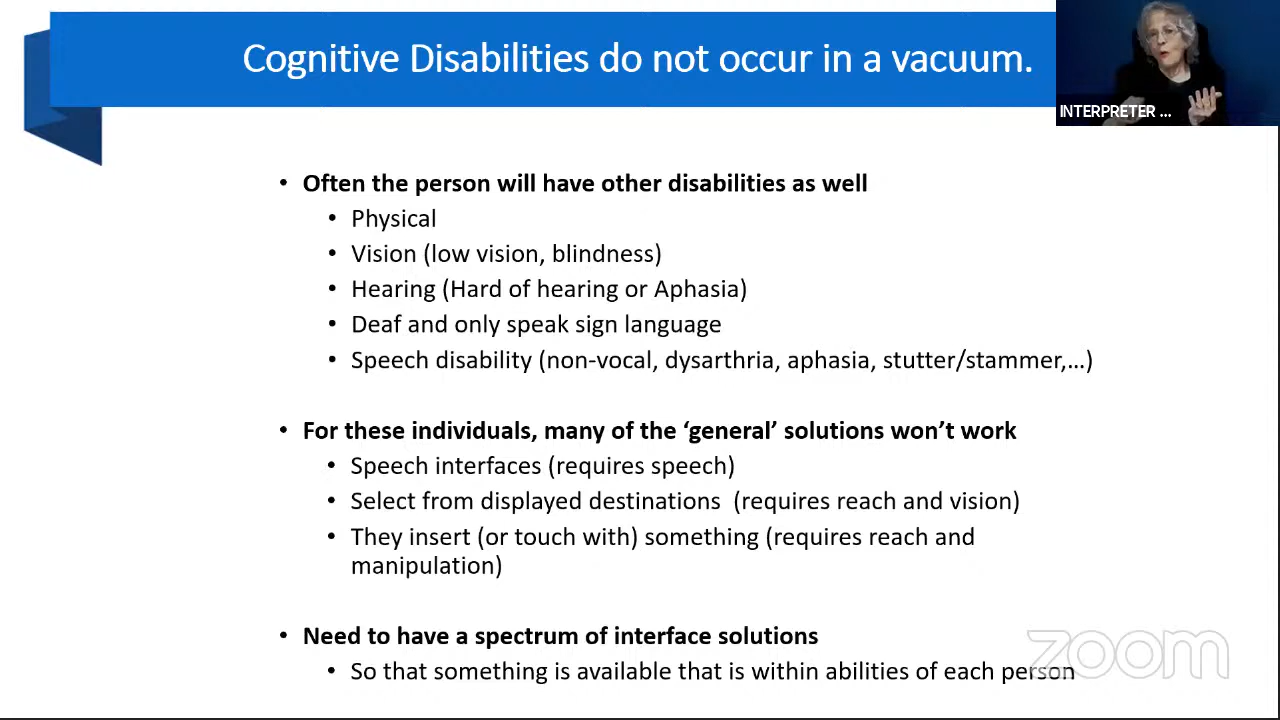 Cognitive Disabilities do not occur in a vacuum.
INTERPRETER ...
• Often the person will have other disabilities as well
• Physical
• Vision (low vision, blindness)
• Hearing (Hard of hearing or Aphasia)
• Deaf and only speak sign language
• Speech disability (non-vocal, dysarthria, aphasia, stutter/stammer,…)
• For these individuals, many of the ‘general’ solutions won’t work
• Speech interfaces (requires speech)
• Select from displayed destinations  (requires reach and vision)
• They insert (or touch with) something (requires reach and
manipulation)
• Need to have a spectrum of interface solutions
• So that something is available that is within abilities of each person
zoom